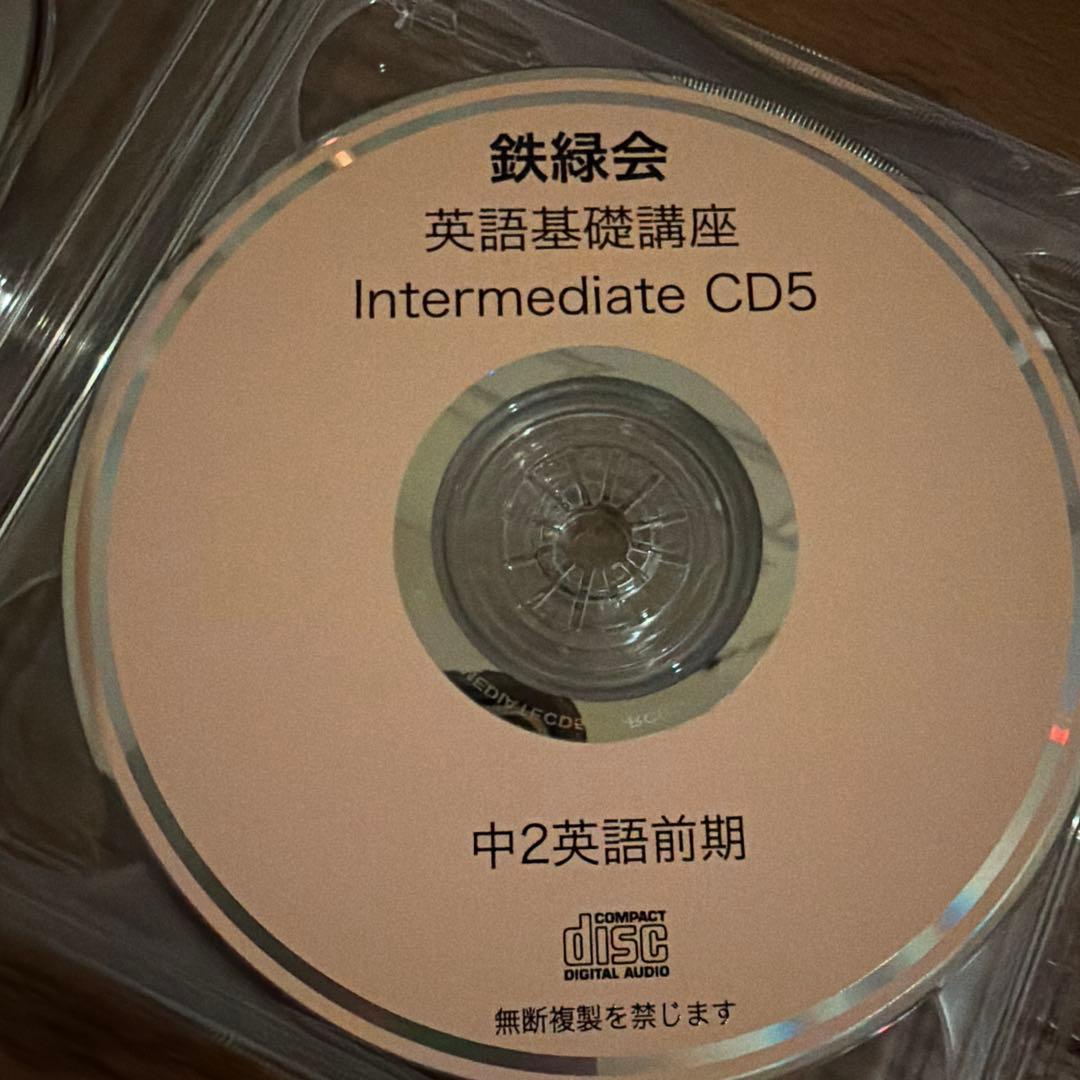 鉄緑会
英語基礎講座
Intermediate CD5
中2英語前期
COMPACT
disc
DIGITAL AUDIO
無断複製を禁じます